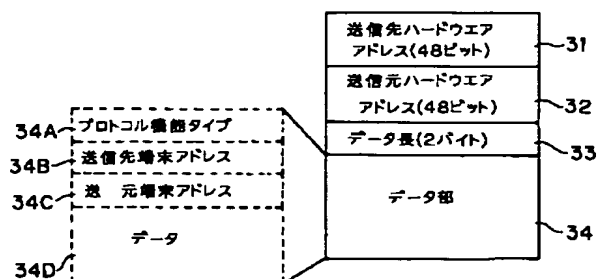 送信先ハードウエア
アドレス(48ビット)
31
送信元ハードウエア
アドレス(48ビット)
32
データ長(2バイト)
33
データ部
34
34A
プロトコル機能タイプ
34B
送信先端末アドレス
34C
送 元端末アドレス
データ
34D